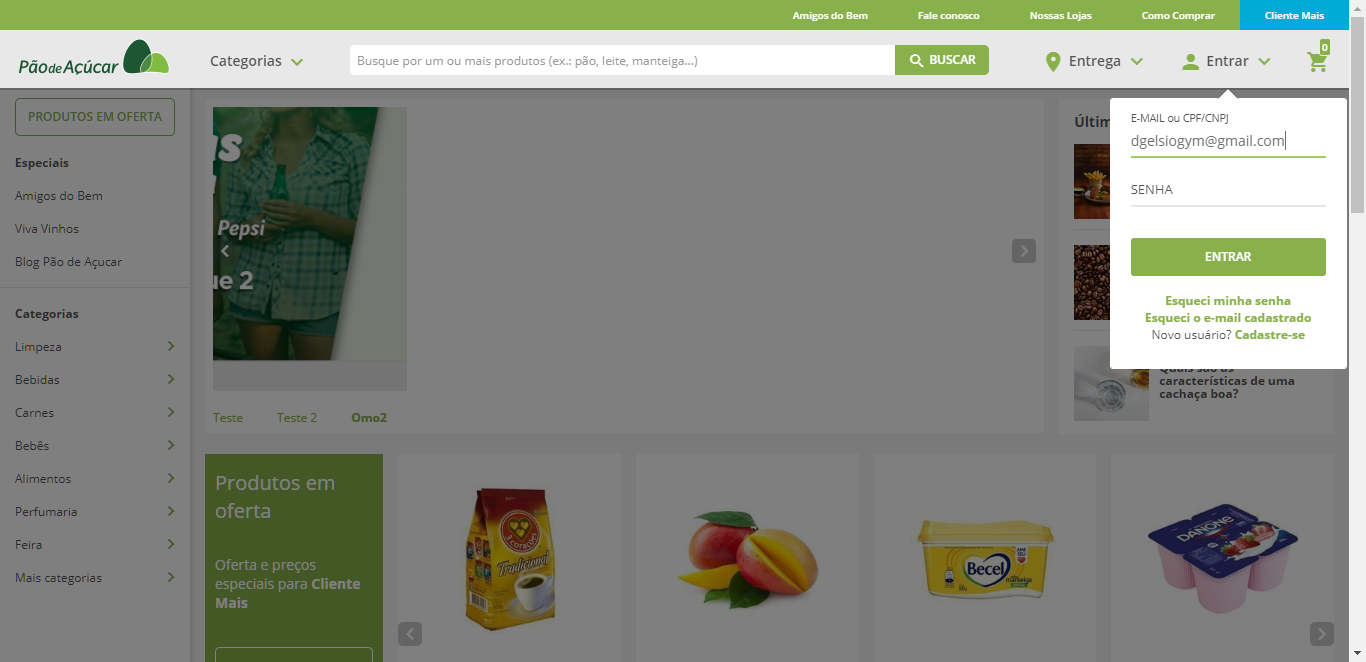 Amigos do Bem
Fale conosco
Nossas Lojas
Como Comprar
Cliente Mais
Pão de Açúcar
Categorias
Busque por um ou mais produtos (ex.: pão, leite, manteiga...)
BUSCAR
Entrega
Entrar
0
PRODUTOS EM OFERTA
Especiais
Amigos do Bem
Viva Vinhos
Blog Pão de Açucar
Categorias
Limpeza
Bebidas
Carnes
Bebês
Alimentos
Perfumaria
Feira
Mais categorias
Pepsi
ue 2
Teste
Teste 2
Omo2
Últim
E-MAIL ou CPF/CNPJ
dgelsiogym@gmail.com
SENHA
ENTRAR
Esqueci minha senha
Esqueci o e-mail cadastrado
Novo usuário? Cadastre-se
Quais são as
características de uma
cachaça boa?
Produtos em
oferta
Oferta e preços
especiais para Cliente
Mais
3 CORAÇÕES
Tradicional
Becel
DANONE